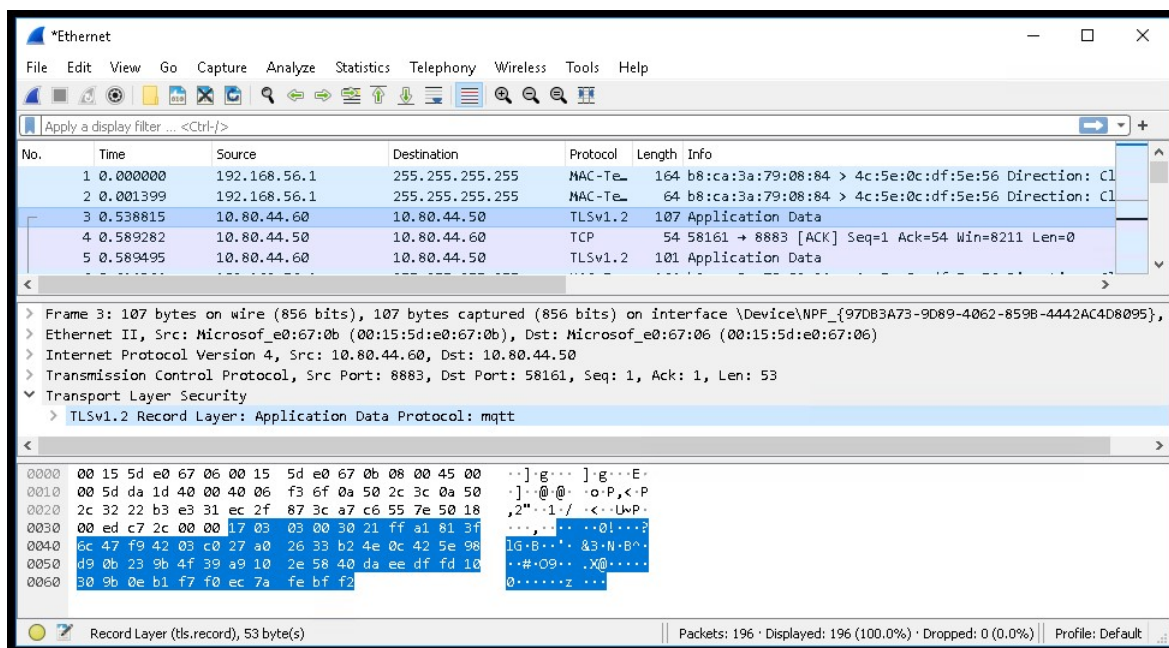 *Ethernet
File Edit View Go Capture Analyze Statistics Telephony Wireless Tools Help
Apply a display filter ... <Ctrl-/>
No. Time Source Destination Protocol Length Info
1 0.000000 192.168.56.1 255.255.255.255 MAC-Te… 164 b8:ca:3a:79:08:84 > 4c:5e:0c:df:5e:56 Direction: Cl
2 0.001399 192.168.56.1 255.255.255.255 MAC-Te… 64 b8:ca:3a:79:08:84 > 4c:5e:0c:df:5e:56 Direction: Cl
3 0.538815 10.80.44.60 10.80.44.50 TLSv1.2 107 Application Data
4 0.589282 10.80.44.50 10.80.44.60 TCP 54 58161 → 8883 [ACK] Seq=1 Ack=54 Win=8211 Len=0
5 0.589495 10.80.44.60 10.80.44.50 TLSv1.2 101 Application Data
Frame 3: 107 bytes on wire (856 bits), 107 bytes captured (856 bits) on interface \Device\NPF_{97DB3A73-9D89-4062-859B-4442AC4D8095},
Ethernet II, Src: Microsof_e0:67:0b (00:15:5d:e0:67:0b), Dst: Microsof_e0:67:06 (00:15:5d:e0:67:06)
Internet Protocol Version 4, Src: 10.80.44.60, Dst: 10.80.44.50
Transmission Control Protocol, Src Port: 8883, Dst Port: 58161, Seq: 1, Ack: 1, Len: 53
Transport Layer Security
TLSv1.2 Record Layer: Application Data Protocol: mqtt
0000 00 15 5d e0 67 06 00 15 5d e0 67 0b 08 00 45 00 ··]·g··· ]·g···E·
0010 00 5d da 1d 40 00 40 06 f3 6f 0a 50 2c 3c 0a 50 ·]··@·@· ·o·P,<·P
0020 2c 32 22 b3 e3 31 ec 2f 87 3c a7 c6 55 7e 50 18 ,2"··1·/ ·<··U~P·
0030 00 ed c7 2c 00 00 17 03 03 00 30 21 ff a1 81 3f ···,···· ··0!···?
0040 6c 47 f9 42 03 c0 27 a0 26 33 b2 4e 0c 42 5e 98 lG·B··'· &3·N·B^·
0050 d9 0b 23 9b 4f 39 a9 10 2e 58 40 da ee df fd 10 ··#·O9·· .X@·····
0060 30 9b 0e b1 f7 f0 ec 7a fe bf f2 0······z ···
Record Layer (tls.record), 53 byte(s) Packets: 196 · Displayed: 196 (100.0%) · Dropped: 0 (0.0%) Profile: Default